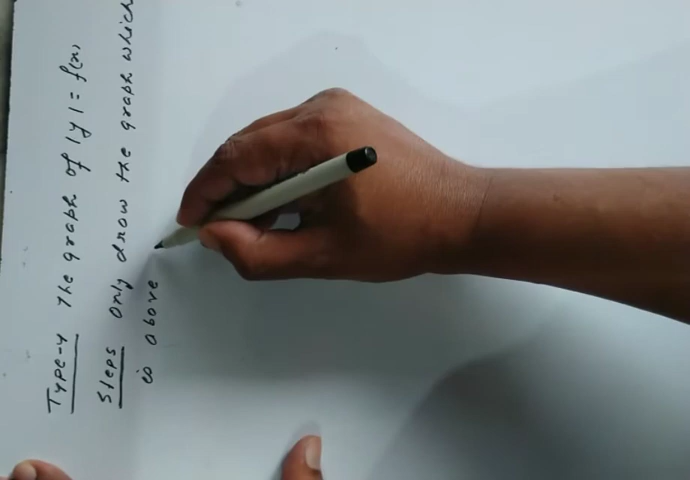 Type-4 The graph of |y| = f(x)
Steps only draw the graph which
is above